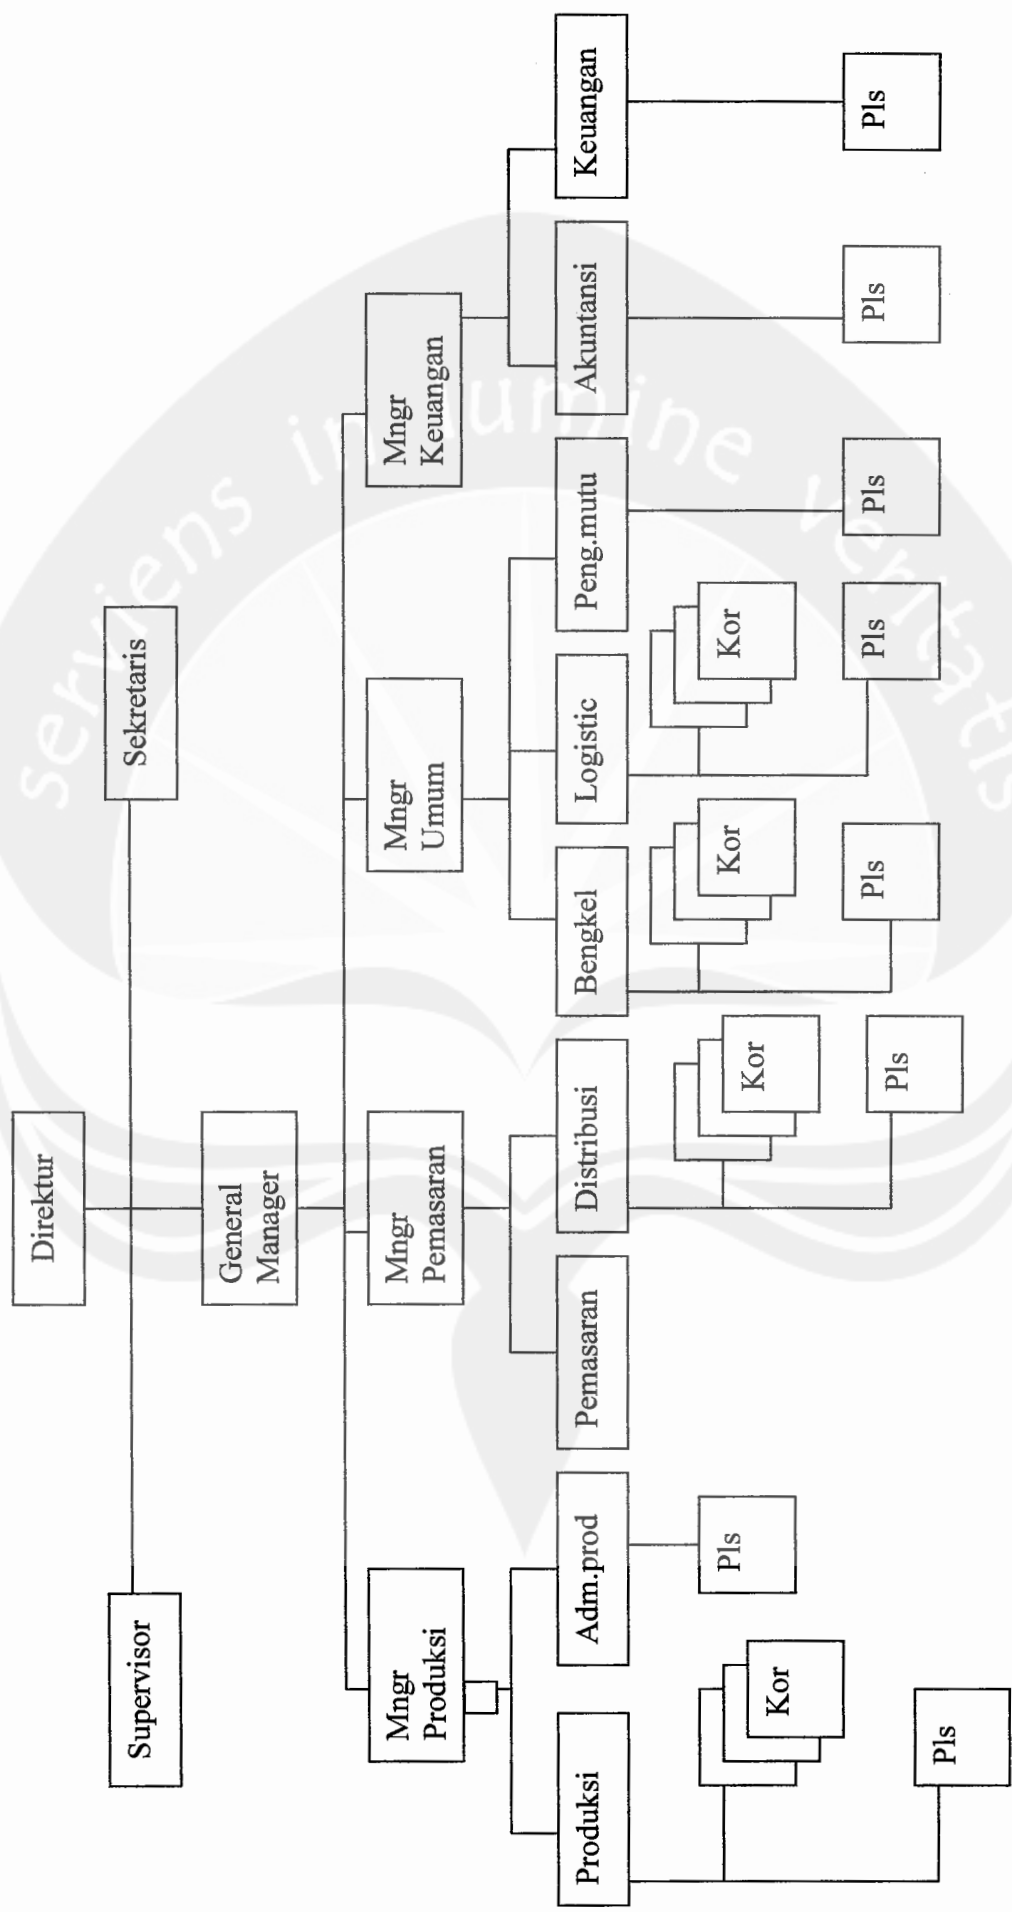 Direktur
Supervisor
Sekretaris
General
Manager
Mngr
Produksi
Mngr
Pemasaran
Mngr
Umum
Mngr
Keuangan
Produksi
Adm.prod
Pemasaran
Distribusi
Bengkel
Logistic
Peng.mutu
Akuntansi
Keuangan
Kor
Pls
Pls
Kor
Pls
Kor
Pls
Kor
Pls
Pls
Pls
Pls
serviens in lumine veritatis